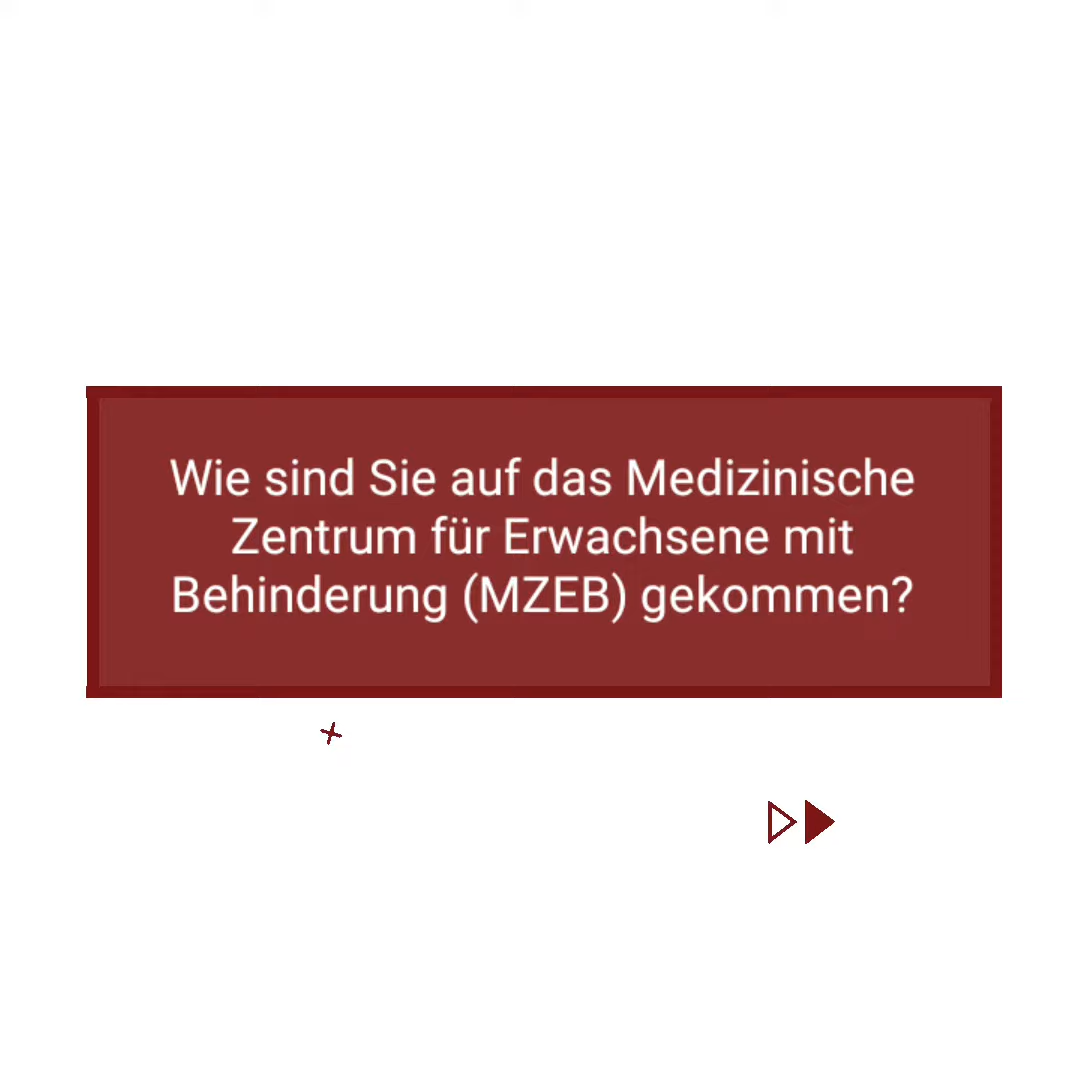 Wie sind Sie auf das Medizinische
Zentrum für Erwachsene mit
Behinderung (MZEB) gekommen?